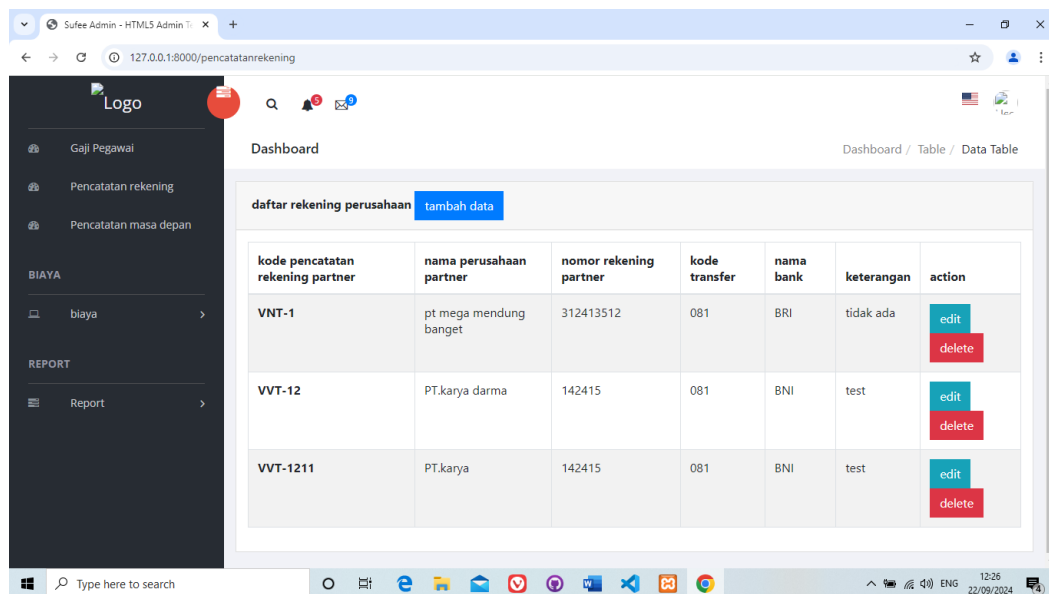 Sufee Admin - HTML5 Admin Te
127.0.0.1:8000/pencatatanrekening
Logo
5
9
Gaji Pegawai
Pencatatan rekening
Pencatatan masa depan
BIAYA
biaya
REPORT
Report
Dashboard
Dashboard / Table / Data Table
daftar rekening perusahaan tambah data
kode pencatatan
rekening partner
nama perusahaan
partner
nomor rekening
partner
kode
transfer
nama
bank
keterangan
action
VNT-1
pt mega mendung
banget
312413512
081
BRI
tidak ada
edit
delete
VVT-12
PT.karya darma
142415
081
BNI
test
edit
delete
VVT-1211
PT.karya
142415
081
BNI
test
edit
delete
Type here to search
ENG
12:26
22/09/2024
4